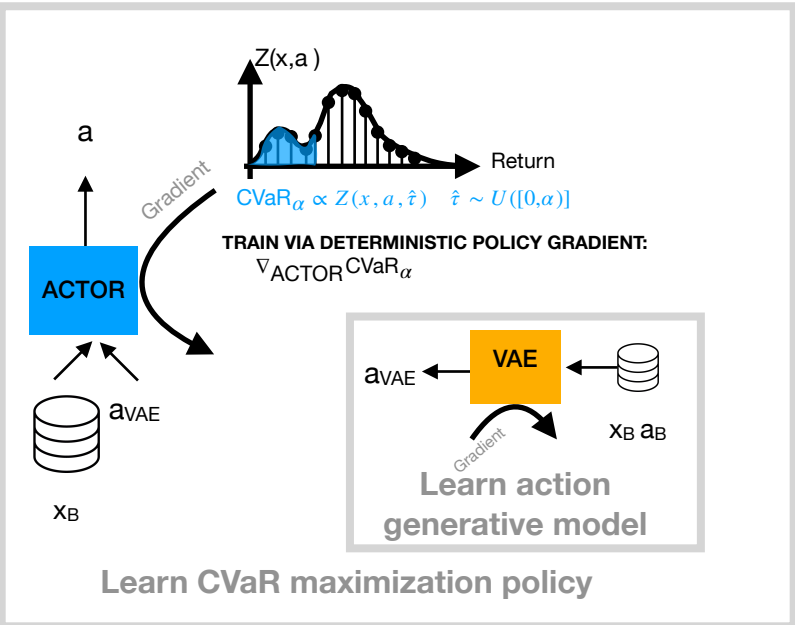 Z(x,a )
a
Return
Gradient
CVaRα ∝ Z(x, a, τ̂) τ̂ ~ U([0,α)]
TRAIN VIA DETERMINISTIC POLICY GRADIENT:
∇ACTOR CVaRα
ACTOR
VAE
aVAE
aVAE
xB aB
Gradient
xB
Learn action
generative model
Learn CVaR maximization policy